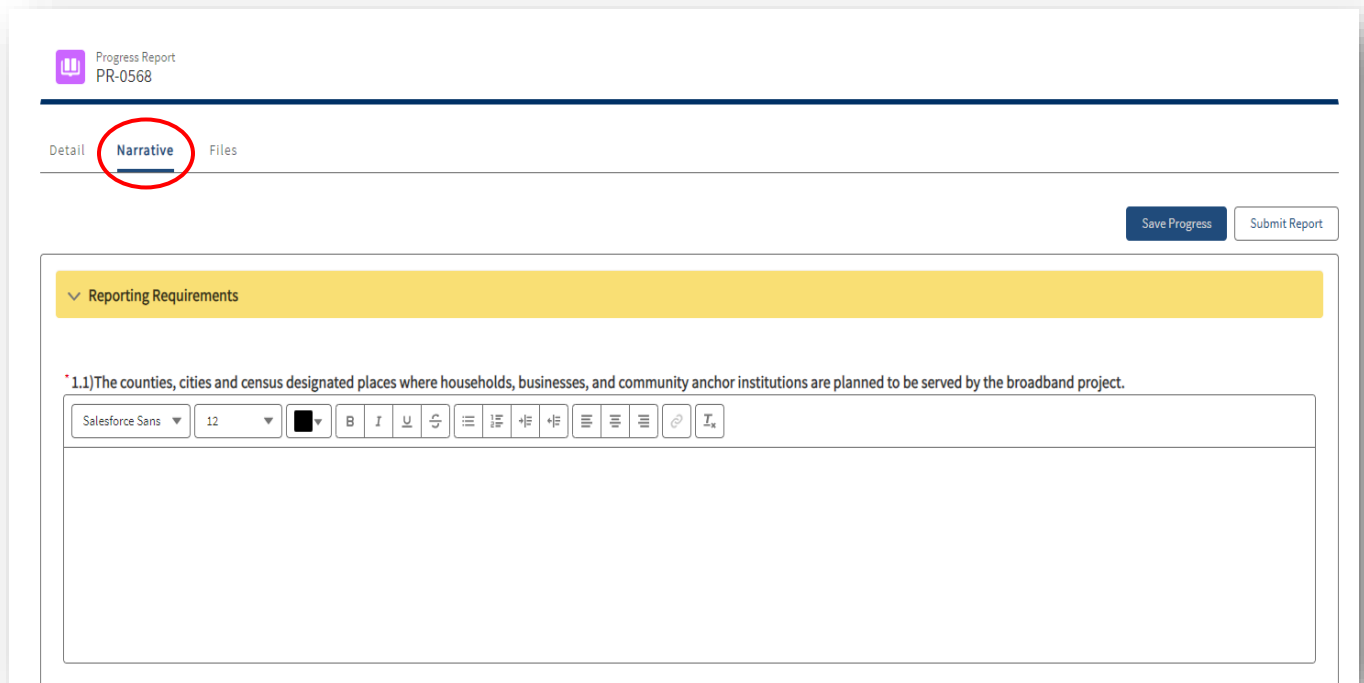 Progress Report
PR-0568
Detail Narrative Files
Save Progress Submit Report
Reporting Requirements
*1.1)The counties, cities and census designated places where households, businesses, and community anchor institutions are planned to be served by the broadband project.
Salesforce Sans 12 B I U S